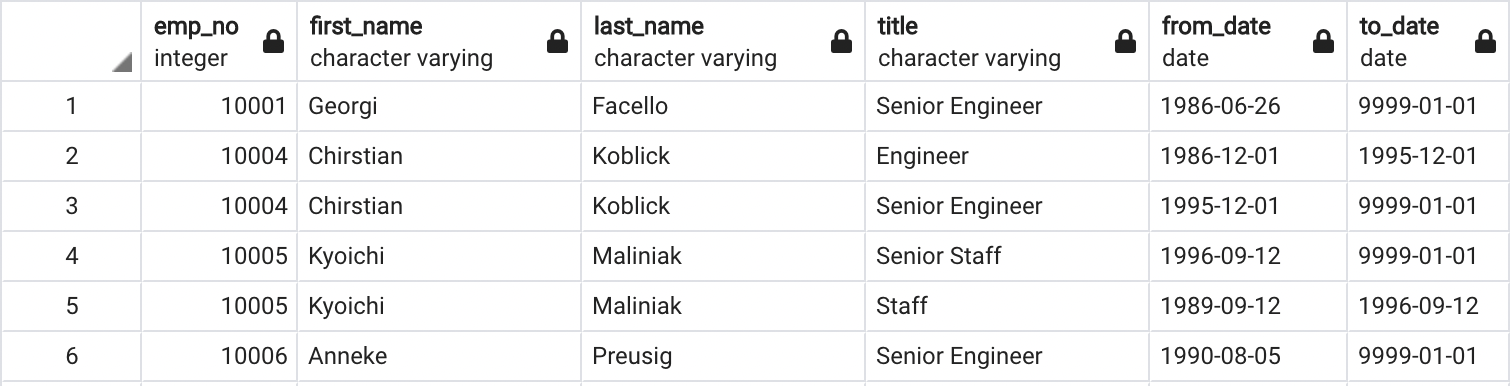 emp_no first_name last_name title from_date to_date
integer character varying character varying character varying date date
1 10001 Georgi Facello Senior Engineer 1986-06-26 9999-01-01
2 10004 Chirstian Koblick Engineer 1986-12-01 1995-12-01
3 10004 Chirstian Koblick Senior Engineer 1995-12-01 9999-01-01
4 10005 Kyoichi Maliniak Senior Staff 1996-09-12 9999-01-01
5 10005 Kyoichi Maliniak Staff 1989-09-12 1996-09-12
6 10006 Anneke Preusig Senior Engineer 1990-08-05 9999-01-01